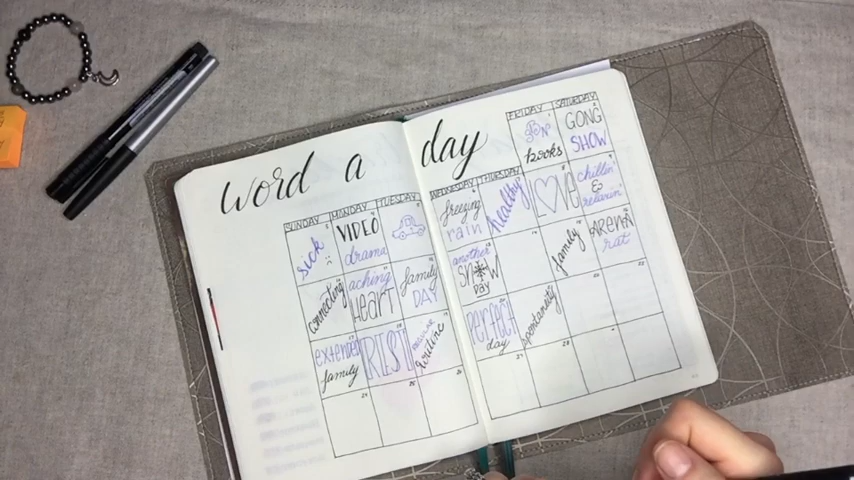 word a day
FRIDAY SATURDAY
BN
books
GONG
SHOW
SUNDAY MONDAY TUESDAY WEDNESDAY THURSDAY
sick
VIDEO
drama
freezing
rain
healthy
LOVE
chillin'
&
relaxin'
connecting
aching
HEART
family
DAY
another
SNOW
DAY
family
ARENA
rat
extended
family
REST
writing
PERFECT
day
spontaneity